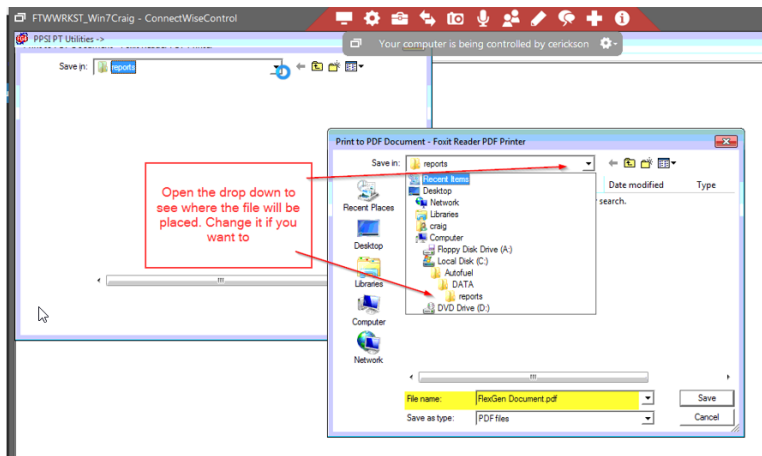 FTWWRKST_Win7Craig - ConnectWiseControl
PPSI PT Utilities ->
Your computer is being controlled by cerickson
Save in: reports
Print to PDF Document - Foxit Reader PDF Printer
Save in: reports
Open the drop down to
see where the file will be
placed. Change it if you
want to
Recent Places
Desktop
Libraries
Computer
Network
Recent Items
Desktop
Network
Libraries
craig
Computer
Floppy Disk Drive (A:)
Local Disk (C:)
Autofuel
DATA
reports
DVD Drive (D:)
Date modified Type
search.
File name: FlexGen Document.pdf Save
Save as type: PDF files Cancel